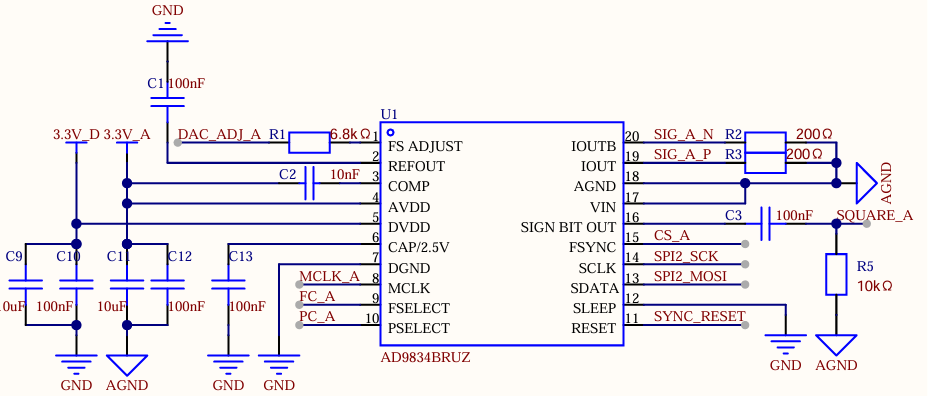 GND
C1 100nF
U1
3.3V_D 3.3V_A DAC_ADJ_A R1 6.8kΩ 1 20 SIG_A_N R2 200Ω
FS ADJUST IOUTB
2 19 SIG_A_P R3 200Ω
REFOUT IOUT
C2 10nF 3 18
COMP AGND AGND
4 17
AVDD VIN
5 16 C3 100nF SQUARE_A
DVDD SIGN BIT OUT
6 15 CS_A
C9 C10 C11 C12 C13 CAP/2.5V FSYNC
7 14 SPI2_SCK
DGND SCLK R5
MCLK_A 8 13 SPI2_MOSI
MCLK SDATA 10kΩ
FC_A 9 12
10uF 100nF 10uF 100nF 100nF FSELECT SLEEP
PC_A 10 11 SYNC_RESET
PSELECT RESET
AD9834BRUZ
GND AGND GND GND GND AGND